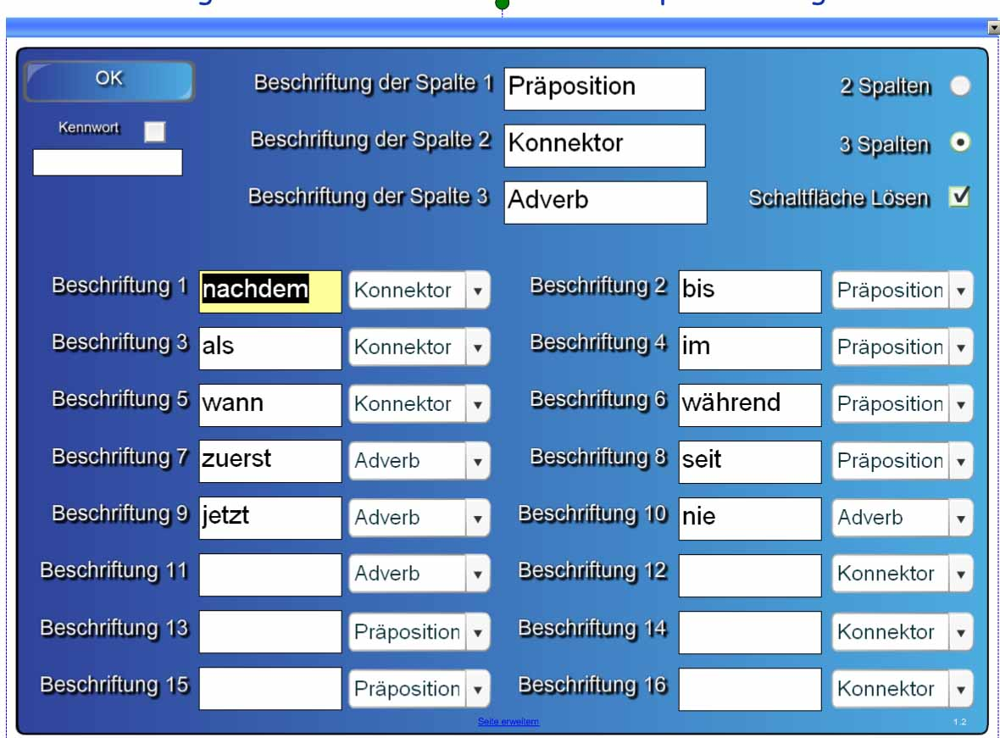 OK Beschriftung der Spalte 1 Präposition 2 Spalten
Kennwort Beschriftung der Spalte 2 Konnektor 3 Spalten
Beschriftung der Spalte 3 Adverb Schaltfläche Lösen
Beschriftung 1 nachdem Konnektor Beschriftung 2 bis Präposition
Beschriftung 3 als Konnektor Beschriftung 4 im Präposition
Beschriftung 5 wann Konnektor Beschriftung 6 während Präposition
Beschriftung 7 zuerst Adverb Beschriftung 8 seit Präposition
Beschriftung 9 jetzt Adverb Beschriftung 10 nie Adverb
Beschriftung 11 Adverb Beschriftung 12 Konnektor
Beschriftung 13 Präposition Beschriftung 14 Konnektor
Beschriftung 15 Präposition Beschriftung 16 Konnektor
Seite erweitern 1.2